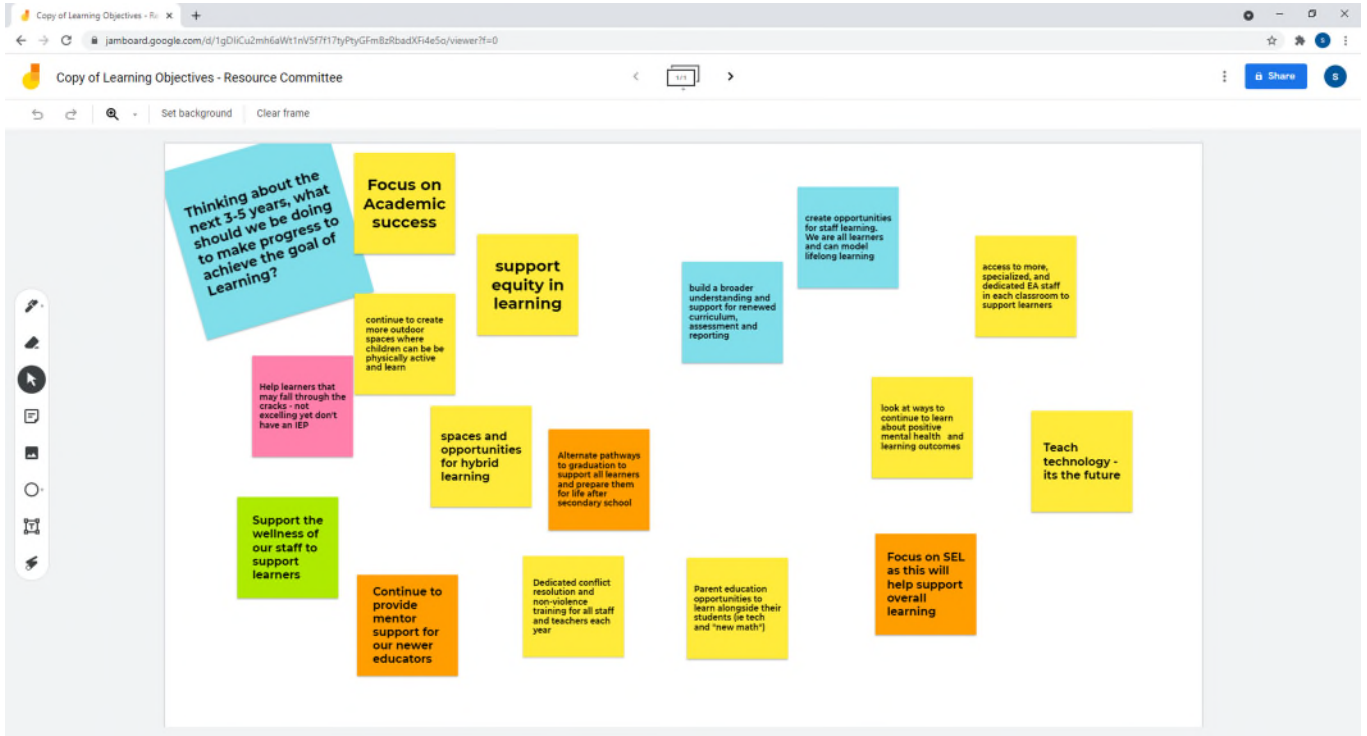 Copy of Learning Objectives - Re
jamboard.google.com/d/1gDIiCu2mh6aWt1nV5f7f17tyPtyGFmBzRbadXFi4e5o/viewer?f=0
S
Copy of Learning Objectives - Resource Committee
1/1
Share
S
Set background
Clear frame
Thinking about the
next 3-5 years, what
should we be doing
to make progress to
achieve the goal of
Learning?
Focus on
Academic
success
support
equity in
learning
continue to create
more outdoor
spaces where
children can be be
physically active
and learn
Help learners that
may fall through the
cracks - not
excelling yet don't
have an IEP
spaces and
opportunities
for hybrid
learning
Alternate pathways
to graduation to
support all learners
and prepare them
for life after
secondary school
Support the
wellness of
our staff to
support
learners
Continue to
provide
mentor
support for
our newer
educators
Dedicated conflict
resolution and
non-violence
training for all staff
and teachers each
year
build a broader
understanding and
support for renewed
curriculum,
assessment and
reporting
create opportunities
for staff learning.
We are all learners
and can model
lifelong learning
access to more,
specialized, and
dedicated EA staff
in each classroom to
support learners
look at ways to
continue to learn
about positive
mental health and
learning outcomes
Teach
technology -
its the future
Parent education
opportunities to
learn alongside their
students (ie tech
and "new math")
Focus on SEL
as this will
help support
overall
learning